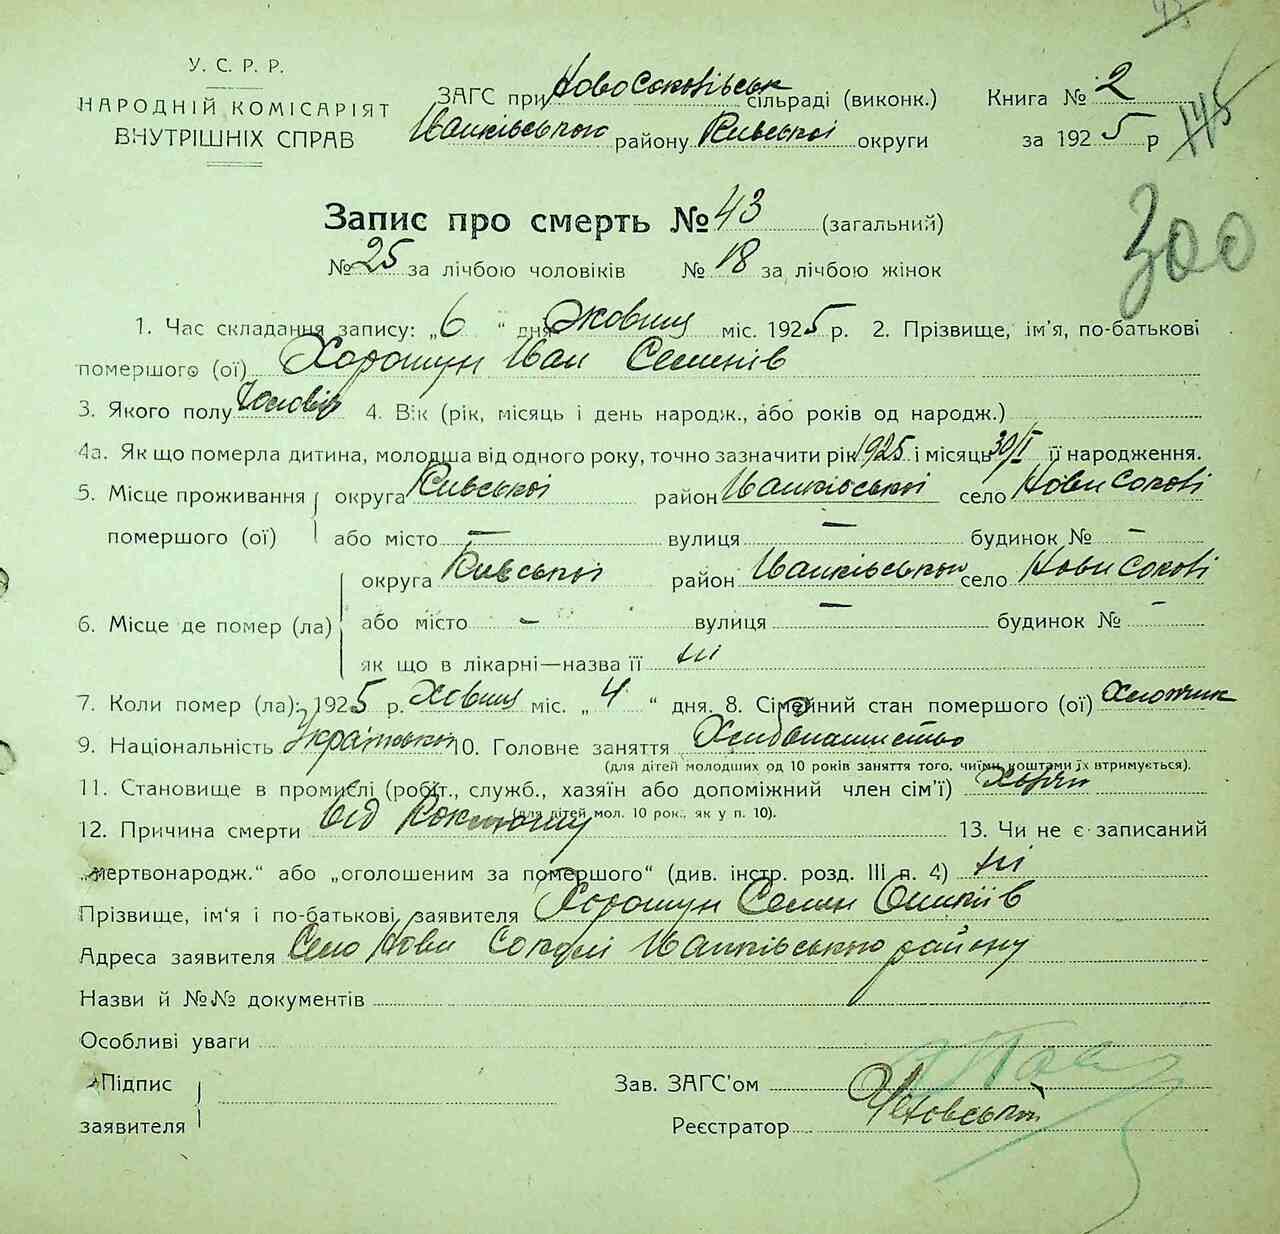 У. С. Р. Р.
НАРОДНІЙ КОМІСАРІЯТ
ВНУТРІШНІХ СПРАВ
ЗАГС при НовоСоколівськ сільраді (виконк.)
Іванківського району Київської округи
Книга № 2
за 1925 р
145
300
Запис про смерть № 43 (загальний)
№ 25 за лічбою чоловіків № 18 за лічбою жінок
1. Час складання запису: „6“ дня Жовтня міс. 1925 р. 2. Прізвище, ім'я, по-батькові
помершого (ої) Хорошун Іван Семенів
3. Якого полу Чоловік 4. Вік (рік, місяць і день народж., або років од народж.)
4а. Як що померла дитина, молодша від одного року, точно зазначити рік 1925 і місяць 30/І її народження.
5. Місце проживання округа Київської район Іванківської село Нови Соколі
помершого (ої) або місто — вулиця — будинок № —
округа Київської район Іванківського село Нови Соколі
6. Місце де помер (ла) або місто — вулиця — будинок № —
як що в лікарні—назва її ні
7. Коли помер (ла): 1925 р. Жовтня міс. „4“ дня. 8. Сімейний стан помершого (ої) Хлопчик
9. Національність 10. Головне заняття Хлібопашество
(для дітей молодших од 10 років заняття того, чиїми коштами їх втримується).
11. Становище в промислі (робіт., служб., хазяїн або допоміжний член сім'ї)
(для дітей мол. 10 рок., як у п. 10).
12. Причина смерти від Коклюшу 13. Чи не є записаний
„мертвонародж.“ або „оголошеним за помершого“ (див. інстр. розд. III п. 4) ні
Прізвище, ім'я і по-батькові заявителя Хорошун Семен
Адреса заявителя Село Нови Соколі Іванківського району
Назви й №№ документів
Особливі уваги
Підпис
заявителя
Зав. ЗАГС'ом
Реєстратор